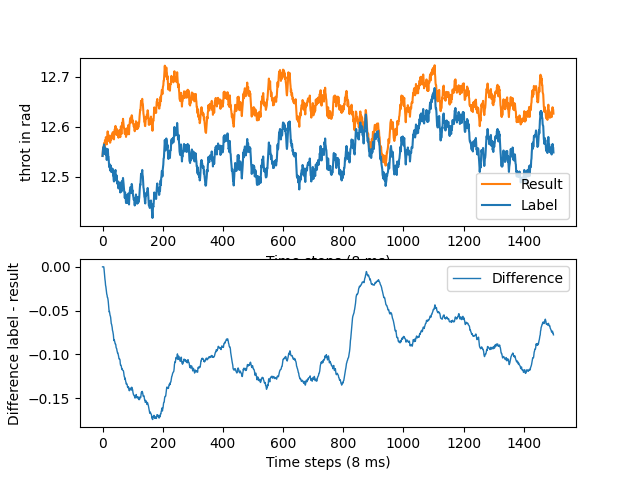 12.7
12.6
12.5
throt in rad
Result
Label
0 200 400 600 800 1000 1200 1400
Time steps (8 ms)
0.00
−0.05
−0.10
−0.15
Difference label - result
Difference
0 200 400 600 800 1000 1200 1400
Time steps (8 ms)